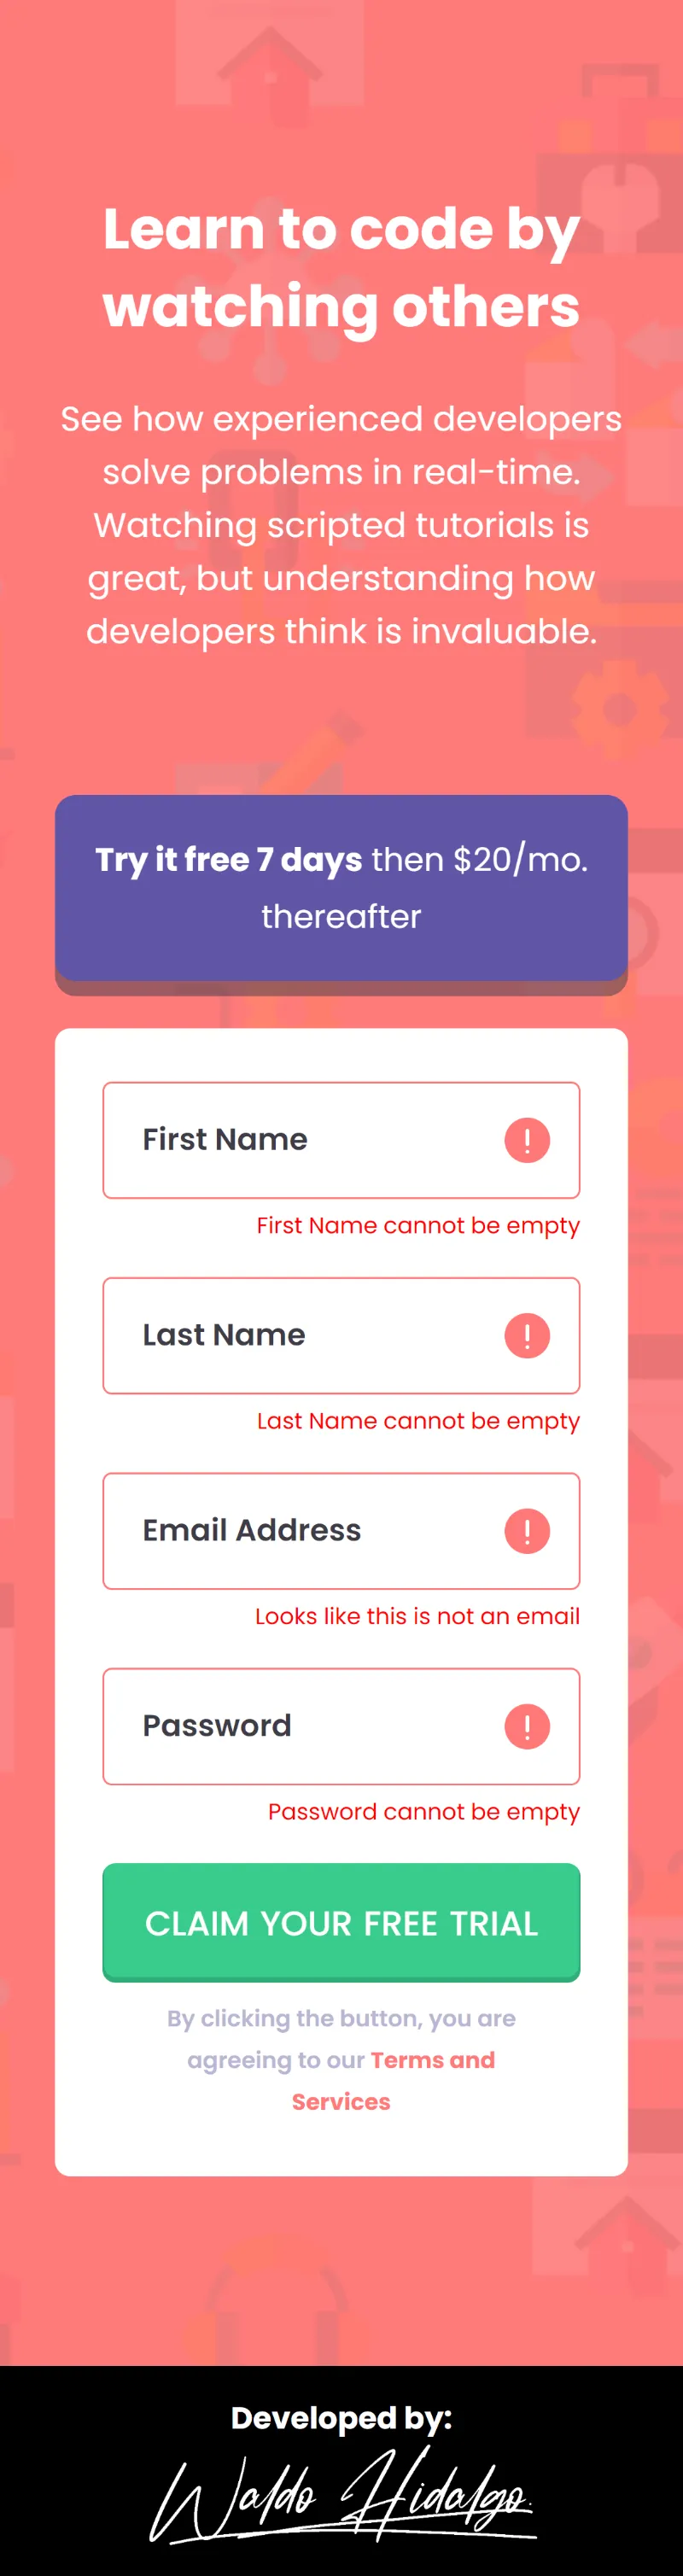 Learn to code by
watching others
See how experienced developers
solve problems in real-time.
Watching scripted tutorials is
great, but understanding how
developers think is invaluable.
Try it free 7 days then $20/mo.
thereafter
First Name
First Name cannot be empty
Last Name
Last Name cannot be empty
Email Address
Looks like this is not an email
Password
Password cannot be empty
CLAIM YOUR FREE TRIAL
By clicking the button, you are
agreeing to our Terms and
Services
Developed by:
Waldo Hidalgo.